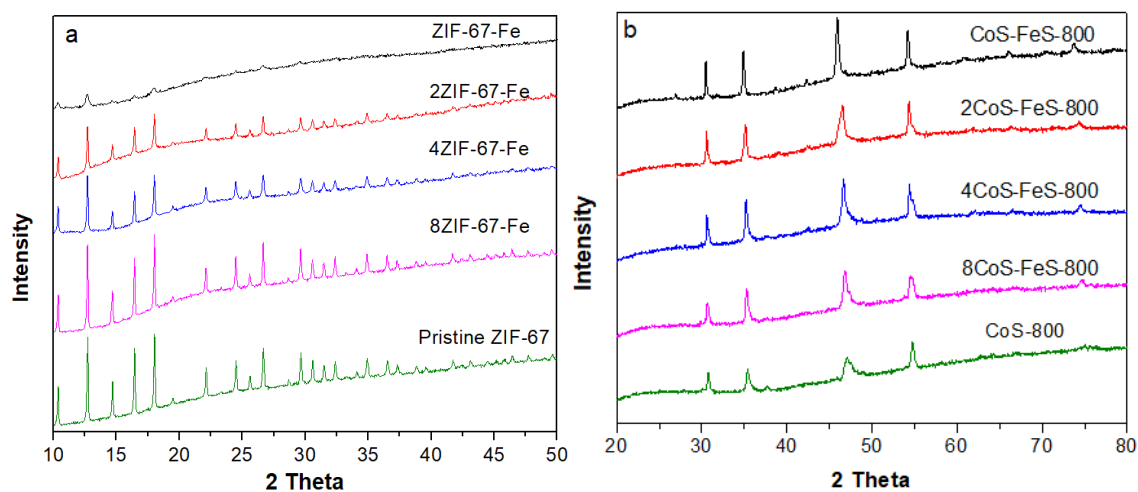 a
ZIF-67-Fe
2ZIF-67-Fe
4ZIF-67-Fe
8ZIF-67-Fe
Pristine ZIF-67
Intensity
10 15 20 25 30 35 40 45 50
2 Theta
b
CoS-FeS-800
2CoS-FeS-800
4CoS-FeS-800
8CoS-FeS-800
CoS-800
Intensity
20 30 40 50 60 70 80
2 Theta